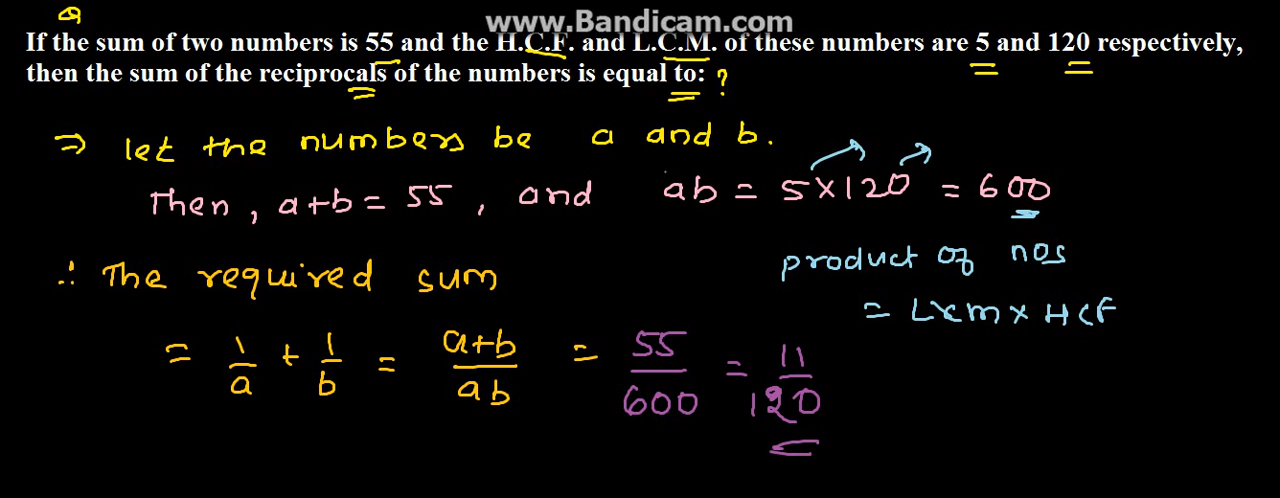 www.Bandicam.com
Q
If the sum of two numbers is 55 and the H.C.F. and L.C.M. of these numbers are 5 and 120 respectively,
then the sum of the reciprocals of the numbers is equal to: ?
⇒ let the numbers be a and b.
Then, a+b = 55, and ab = 5×120 = 600
product of nos
= LCM × HCF
∴ The required sum
= 1/a + 1/b = a+b/ab = 55/600 = 11/120